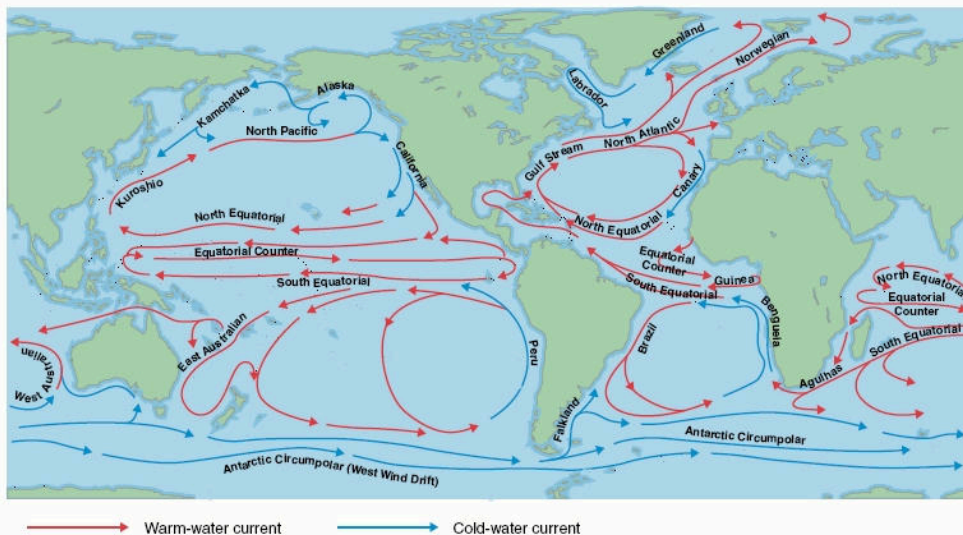 Greenland
Norwegian
Labrador
Alaska
Kamchatka
North Pacific
North Atlantic
Gulf Stream
California
Canary
Kuroshio
North Equatorial
North Equatorial
Equatorial Counter
Equatorial
Counter
Guinea
North Equatorial
Equatorial
Counter
South Equatorial
South Equatorial
South Equatorial
East Australian
West Australian
Peru
Brazil
Benguela
Agulhas
Falkland
Antarctic Circumpolar
Antarctic Circumpolar (West Wind Drift)
Warm-water current
Cold-water current